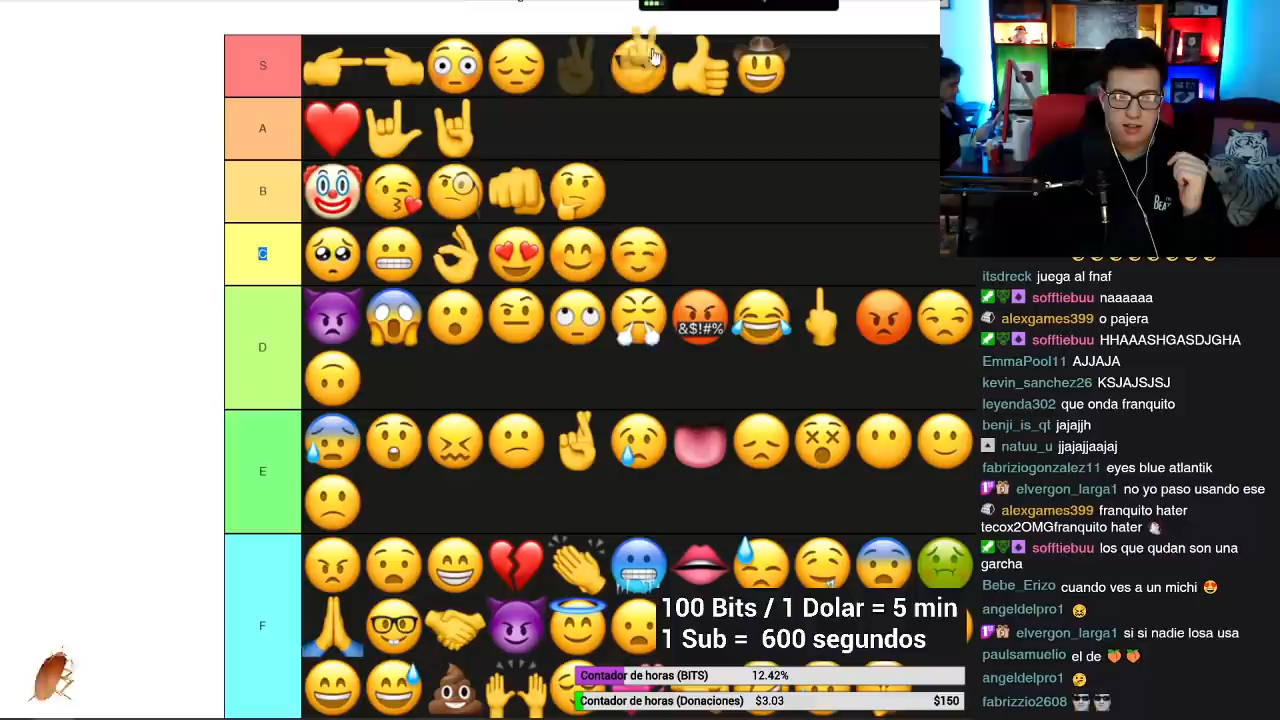 S
A
B
C
D
E
F
&$!#%
itsdreck juega al fnaf
sofftiebuu naaaaaa
alexgames399 o pajera
sofftiebuu HHAAASHGASDJGHA
EmmaPool11 AJJAJA
kevin_sanchez26 KSJAJSJSJ
leyenda302 que onda franquito
benji_is_qt jajajjh
natuu_u jjajajjaajaj
fabriziogonzalez11 eyes blue atlantik
elvergon_larga1 no yo paso usando ese
alexgames399 franquito hater
tecox2OMGfranquito hater
sofftiebuu los que qudan son una
garcha
Bebe_Erizo cuando ves a un michi
angeldelpro1
elvergon_larga1 si si nadie losa usa
paulsamuelio el de
angeldelpro1
fabrizzio2608
100 Bits / 1 Dolar = 5 min
1 Sub = 600 segundos
Contador de horas (BITS) 12.42%
Contador de horas (Donaciones) $3.03 $150